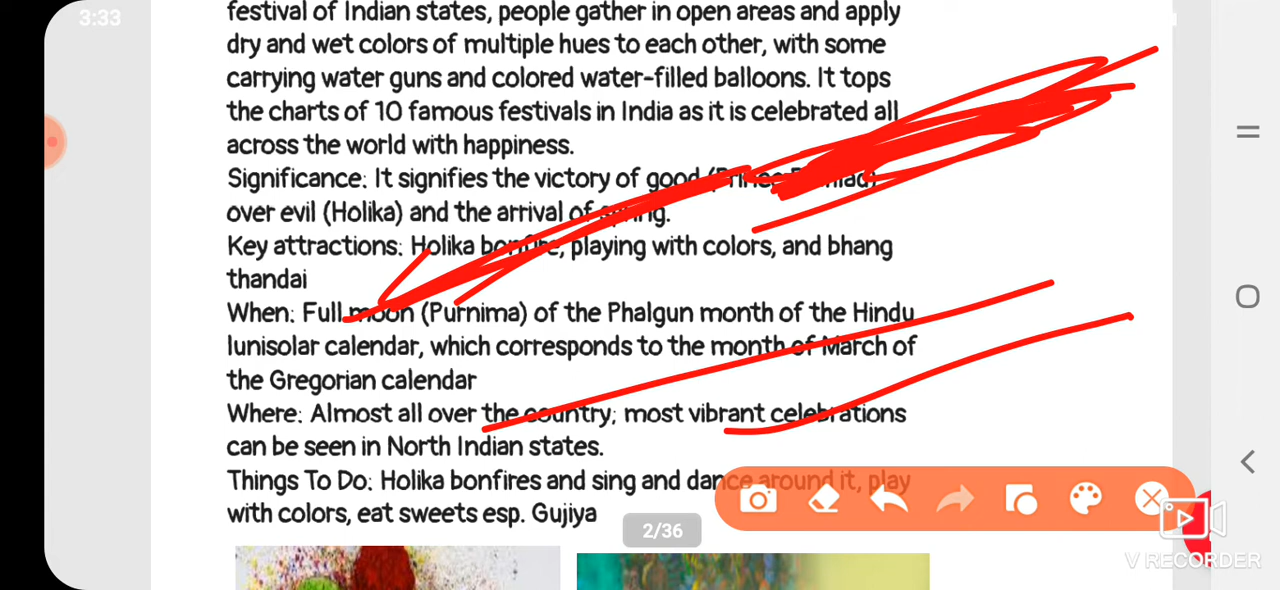 3:33
festival of Indian states, people gather in open areas and apply
dry and wet colors of multiple hues to each other, with some
carrying water guns and colored water-filled balloons. It tops
the charts of 10 famous festivals in India as it is celebrated all
across the world with happiness.
Significance: It signifies the victory of good
over evil (Holika) and the arrival of spring.
Key attractions: Holika bonfire, playing with colors, and bhang
thandai
When: Full moon (Purnima) of the Phalgun month of the Hindu
lunisolar calendar, which corresponds to the month of March of
the Gregorian calendar
Where: Almost all over the country; most vibrant celebrations
can be seen in North Indian states.
Things To Do: Holika bonfires and sing and dance around it, play
with colors, eat sweets esp. Gujiya
2/36
V RECORDER